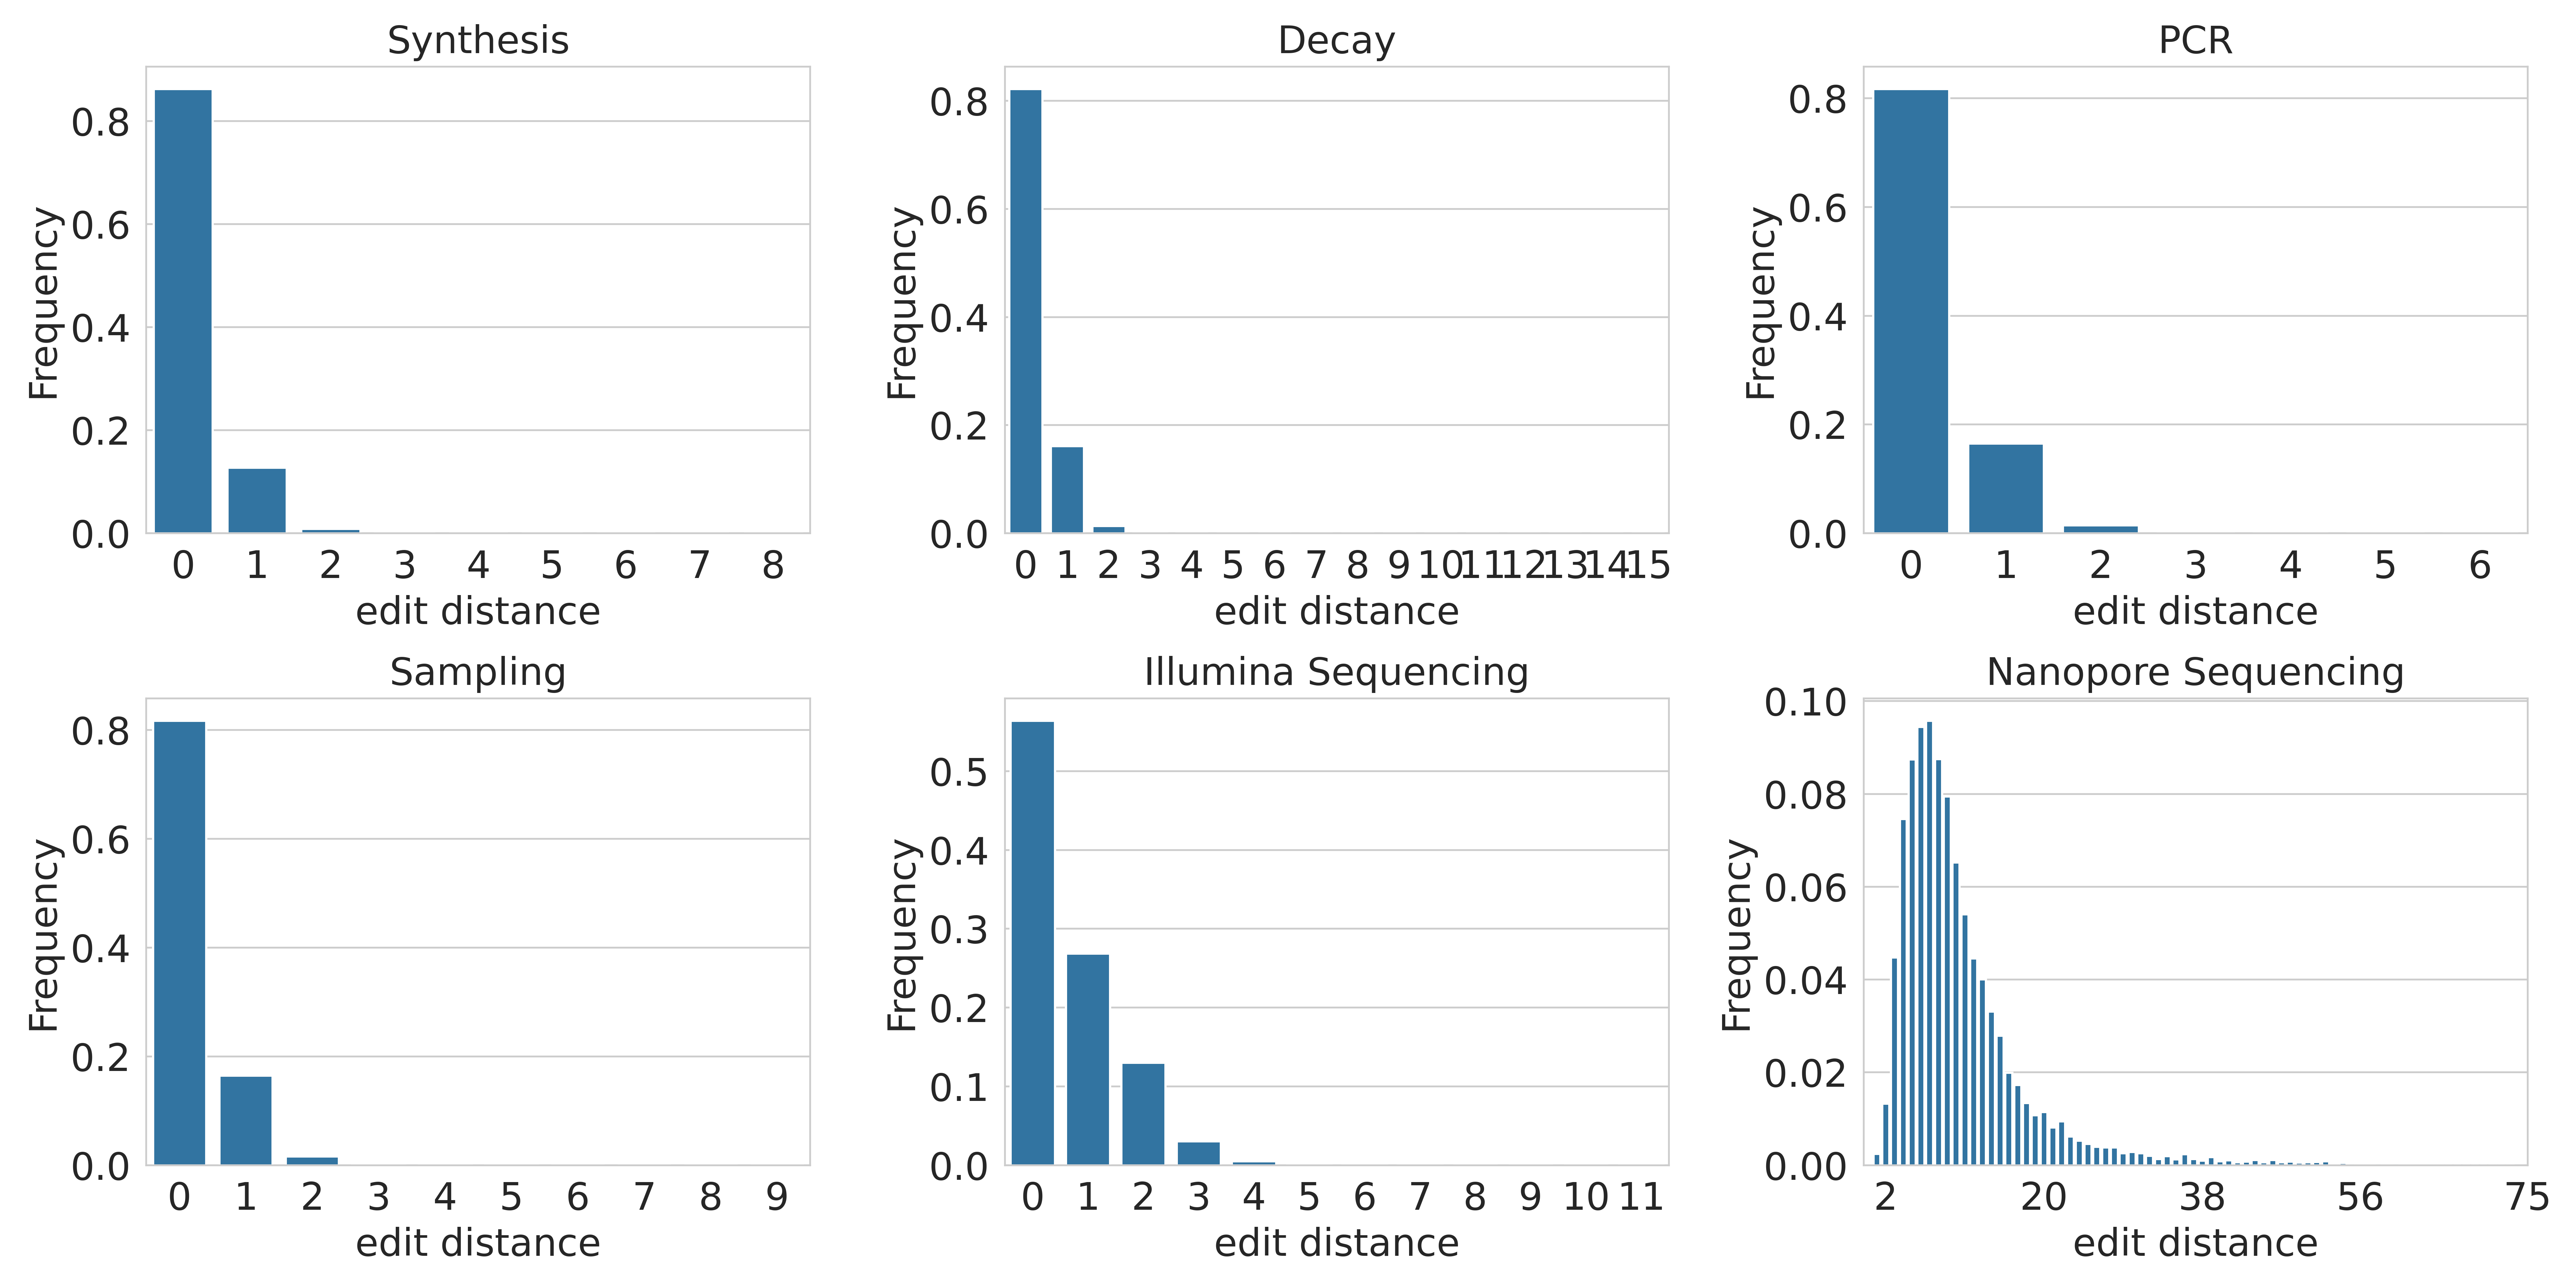 Synthesis
Frequency
0.8
0.6
0.4
0.2
0.0
0 1 2 3 4 5 6 7 8
edit distance
Decay
Frequency
0.8
0.6
0.4
0.2
0.0
0 1 2 3 4 5 6 7 8 9 10 11 12 13 14 15
edit distance
PCR
Frequency
0.8
0.6
0.4
0.2
0.0
0 1 2 3 4 5 6
edit distance
Sampling
Frequency
0.8
0.6
0.4
0.2
0.0
0 1 2 3 4 5 6 7 8 9
edit distance
Illumina Sequencing
Frequency
0.5
0.4
0.3
0.2
0.1
0.0
0 1 2 3 4 5 6 7 8 9 10 11
edit distance
Nanopore Sequencing
Frequency
0.10
0.08
0.06
0.04
0.02
0.00
2 20 38 56 75
edit distance